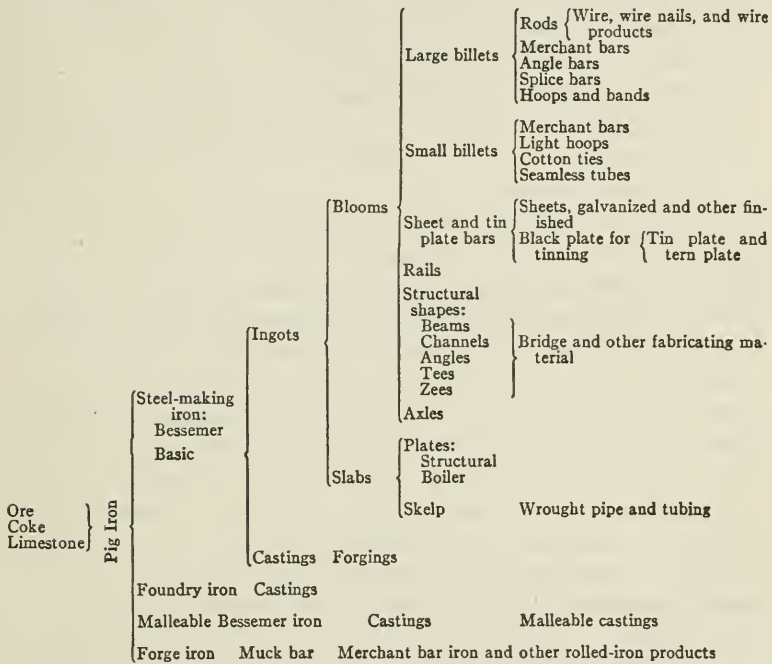 Rods
Wire, wire nails, and wire
products
Large billets
Merchant bars
Angle bars
Splice bars
Hoops and bands
Small billets
Merchant bars
Light hoops
Cotton ties
Seamless tubes
Blooms
Sheet and tin
plate bars
Sheets, galvanized and other fin-
ished
Black plate for
tinning
Tin plate and
tern plate
Rails
Structural
shapes:
Beams
Channels
Angles
Tees
Zees
Bridge and other fabricating ma-
terial
Ingots
Axles
Steel-making
iron:
Bessemer
Basic
Slabs
Plates:
Structural
Boiler
Skelp Wrought pipe and tubing
Ore
Coke
Limestone
Pig Iron
Castings Forgings
Foundry iron Castings
Malleable Bessemer iron Castings Malleable castings
Forge iron Muck bar Merchant bar iron and other rolled-iron products